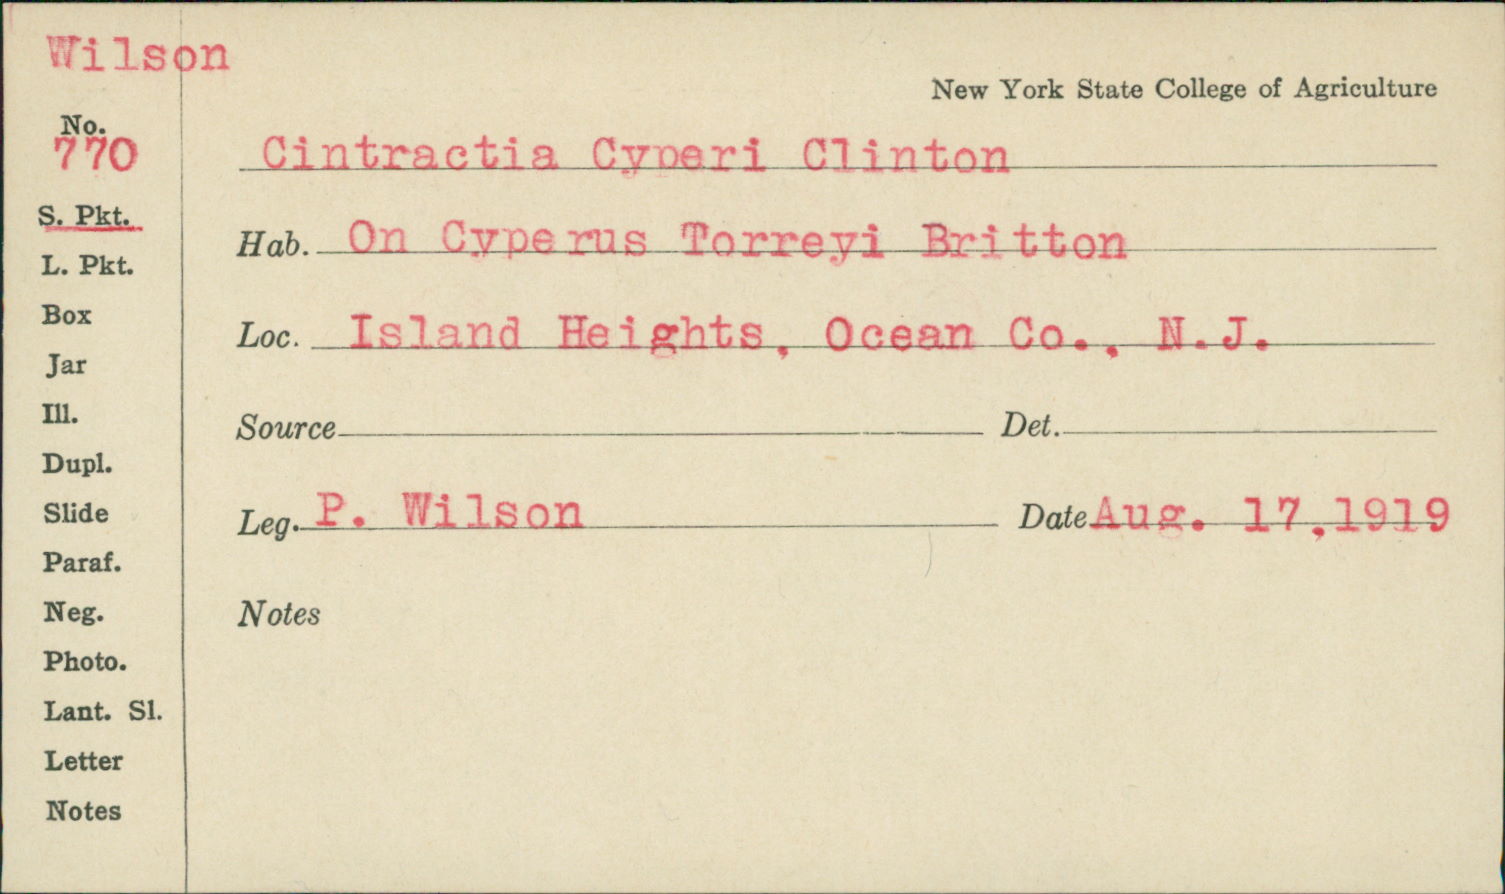 Wilson
New York State College of Agriculture
No.
770
Cintractia Cyperi Clinton
S. Pkt.
Hab. On Cyperus Torreyi Britton
L. Pkt.
Box
Loc. Island Heights, Ocean Co., N.J.
Jar
Ill.
Source Det.
Dupl.
Slide
Leg. P. Wilson Date Aug. 17,1919
Paraf.
Neg.
Notes
Photo.
Lant. Sl.
Letter
Notes